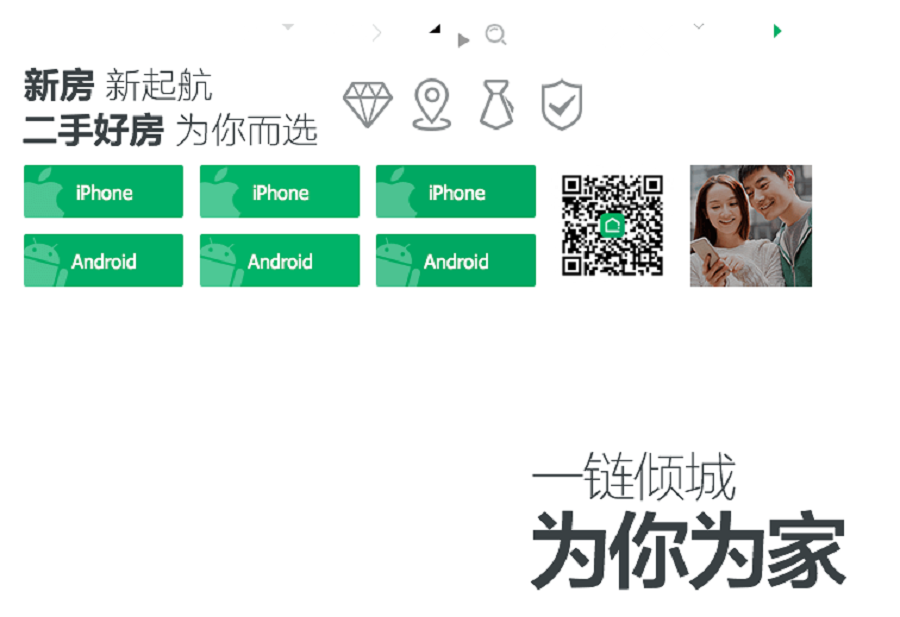 新房 新起航
二手好房 为你而选
iPhone iPhone iPhone
Android Android Android
一链倾城
为你为家